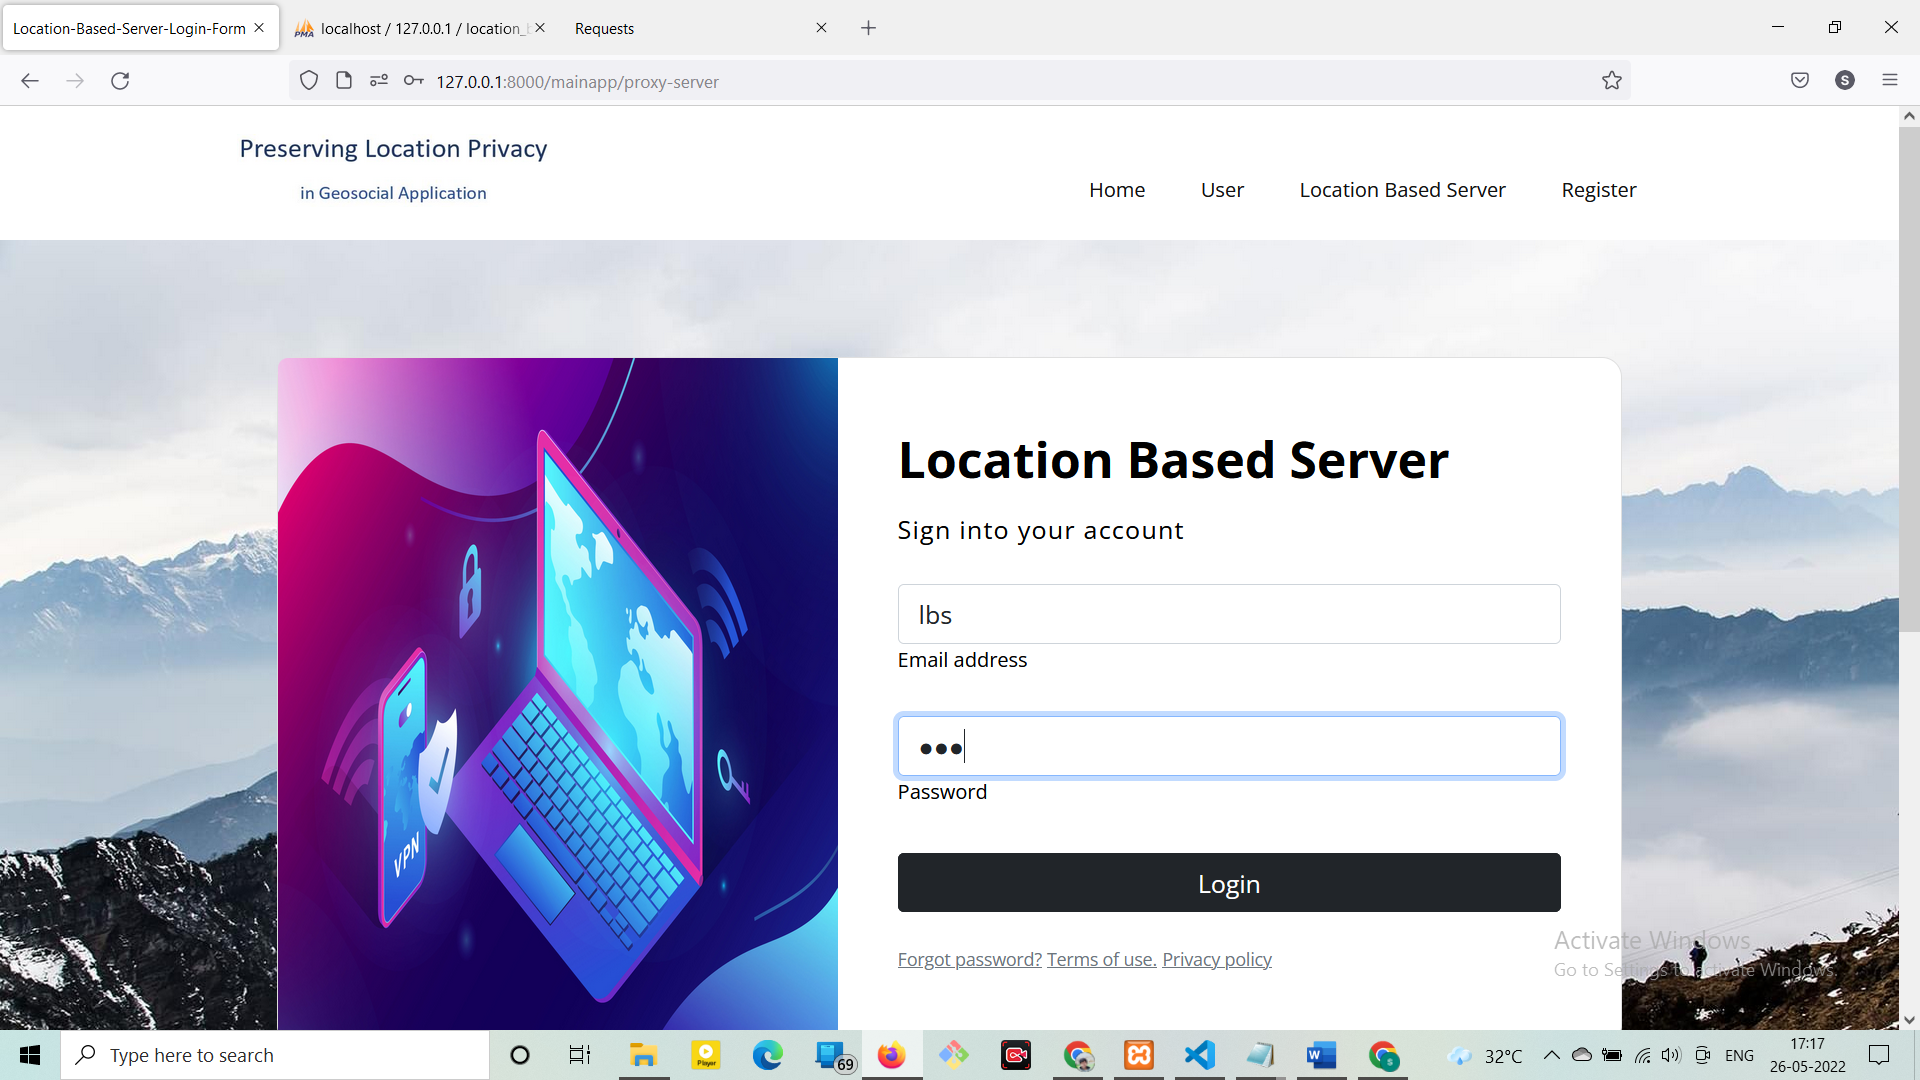 Location-Based-Server-Login-Form
localhost / 127.0.0.1 / location_
Requests
127.0.0.1:8000/mainapp/proxy-server
S
Preserving Location Privacy
in Geosocial Application
Home
User
Location Based Server
Register
VPN
Location Based Server
Sign into your account
lbs
Email address
Password
Login
Forgot password? Terms of use. Privacy policy
Activate Windows
Go to Settings to activate Windows.
Type here to search
Player
69
S
32°C
ENG
17:17
26-05-2022